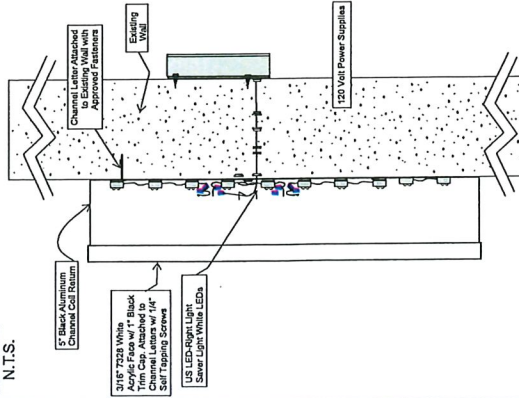 N.T.S.
5" Black Aluminum
Channel Coil Return
3/16" 7328 White
Acrylic Face w/ 1" Black
Trim Cap. Attached to
Channel Letters w/ 1/4"
Self Tapping Screws
US LED-Right Light
Saver Light White LEDs
Channel Letter Attached
to Existing Wall with
Approved Fasteners
Existing
Wall
120 Volt Power Supplies